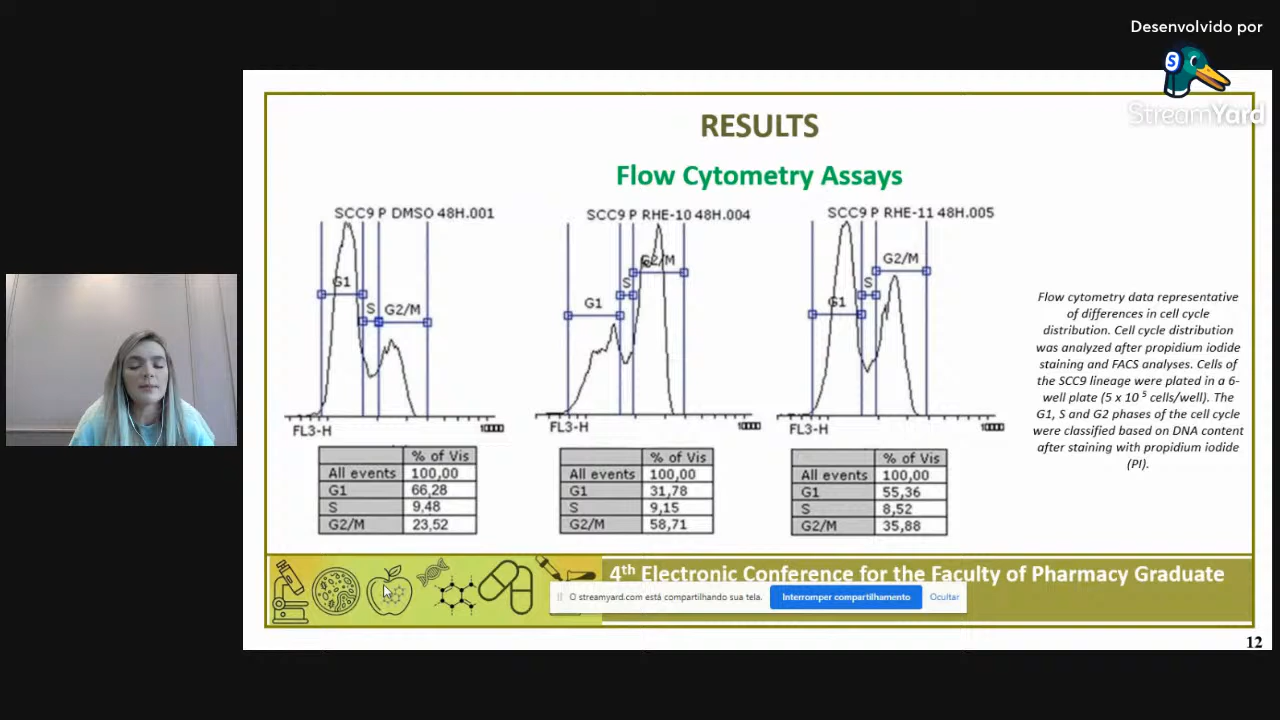 Desenvolvido por
S
StreamYard
RESULTS
Flow Cytometry Assays
SCC9 P DMSO 48H.001
G1
S
G2/M
FL3-H
10000
% of Vis
All events 100,00
G1 66,28
S 9,48
G2/M 23,52
SCC9 P RHE-10 48H.004
G1
S
G2/M
FL3-H
10000
% of Vis
All events 100,00
G1 31,78
S 9,15
G2/M 58,71
SCC9 P RHE-11 48H.005
G1
S
G2/M
FL3-H
10000
% of Vis
All events 100,00
G1 55,36
S 8,52
G2/M 35,88
Flow cytometry data representative
of differences in cell cycle
distribution. Cell cycle distribution
was analyzed after propidium iodide
staining and FACS analyses. Cells of
the SCC9 lineage were plated in a 6-
well plate (5 x 10 5 cells/well). The
G1, S and G2 phases of the cell cycle
were classified based on DNA content
after staining with propidium iodide
(PI).
4th Electronic Conference for the Faculty of Pharmacy Graduate
O streamyard.com está compartilhando sua tela. Interromper compartilhamento Ocultar
12